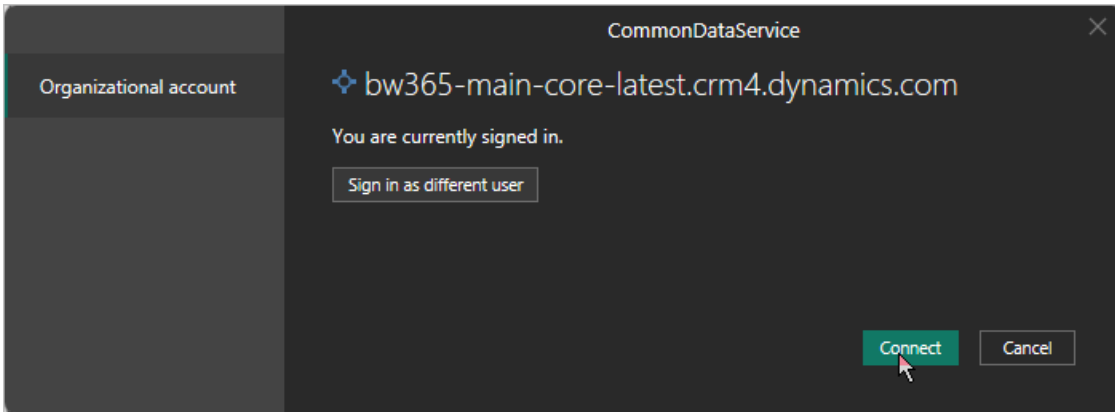 CommonDataService
Organizational account
bw365-main-core-latest.crm4.dynamics.com
You are currently signed in.
Sign in as different user
Connect
Cancel